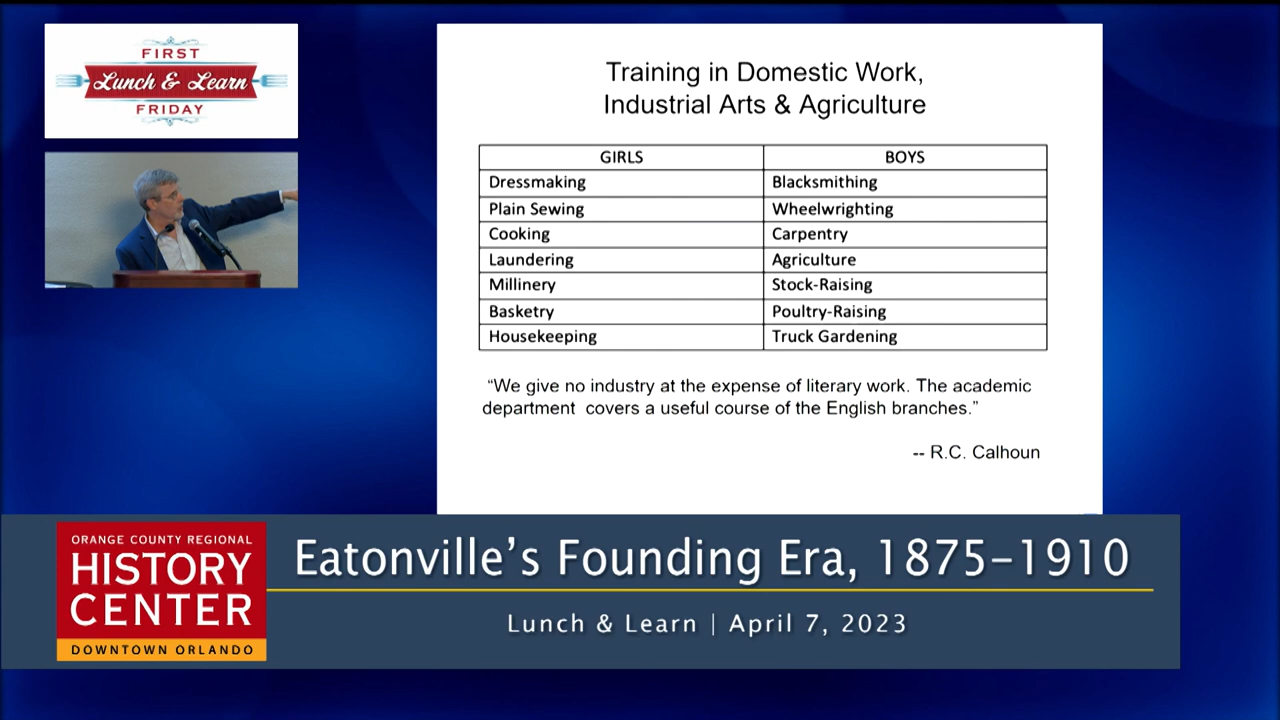 FIRST
Lunch & Learn
FRIDAY
Training in Domestic Work,
Industrial Arts & Agriculture
GIRLS BOYS
Dressmaking Blacksmithing
Plain Sewing Wheelwrighting
Cooking Carpentry
Laundering Agriculture
Millinery Stock-Raising
Basketry Poultry-Raising
Housekeeping Truck Gardening
“We give no industry at the expense of literary work. The academic
department covers a useful course of the English branches.”
-- R.C. Calhoun
ORANGE COUNTY REGIONAL
HISTORY
CENTER
DOWNTOWN ORLANDO
Eatonville’s Founding Era, 1875–1910
Lunch & Learn | April 7, 2023